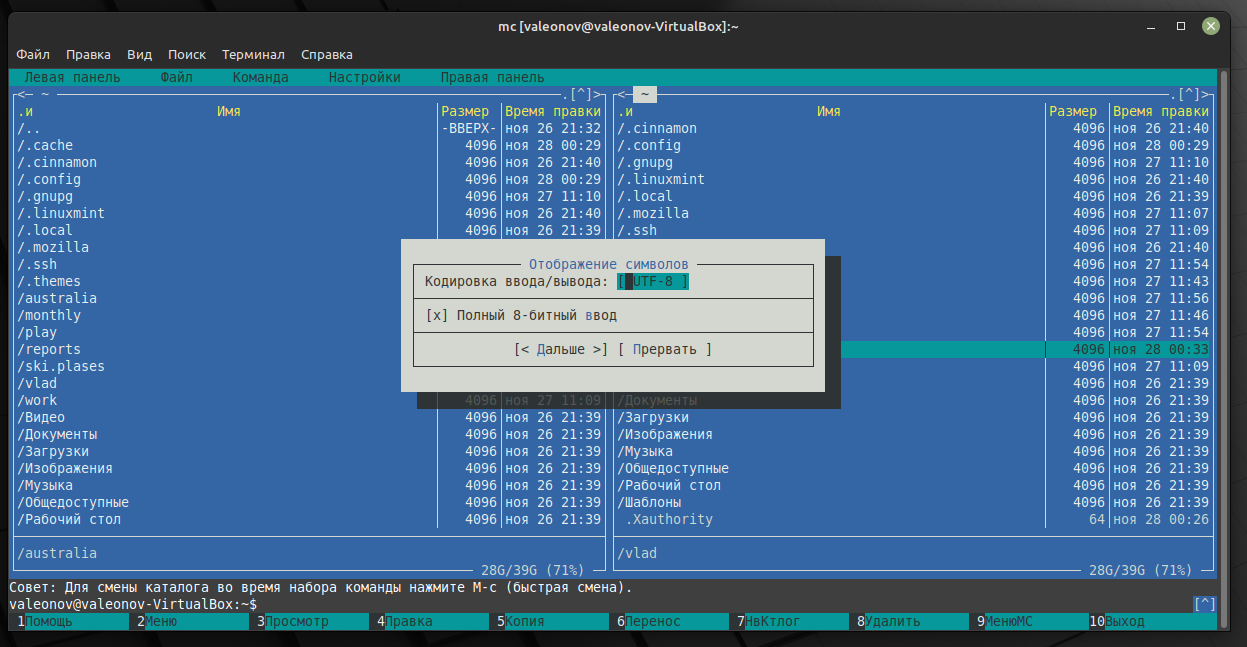 mc [valeonov@valeonov-VirtualBox]:~
Файл Правка Вид Поиск Терминал Справка
Левая панель Файл Команда Настройки Правая панель
<─ ~ .[^]> <─ ~ .[^]>
.и Имя Размер Время правки .и Имя Размер Время правки
/.. -ВВЕРХ- ноя 26 21:32 /.cinnamon 4096 ноя 26 21:40
/.cache 4096 ноя 28 00:29 /.config 4096 ноя 28 00:29
/.cinnamon 4096 ноя 26 21:40 /.gnupg 4096 ноя 27 11:10
/.config 4096 ноя 28 00:29 /.linuxmint 4096 ноя 26 21:40
/.gnupg 4096 ноя 27 11:10 /.local 4096 ноя 26 21:39
/.linuxmint 4096 ноя 26 21:40 /.mozilla 4096 ноя 27 11:07
/.local 4096 ноя 26 21:39 /.ssh 4096 ноя 27 11:09
/.mozilla 4096 ноя 26 21:40
/.ssh Отображение символов 4096 ноя 27 11:54
/.themes Кодировка ввода/вывода: [ UTF-8 ] 4096 ноя 27 11:43
/australia 4096 ноя 27 11:56
/monthly [x] Полный 8-битный ввод 4096 ноя 27 11:46
/play 4096 ноя 27 11:54
/reports [< Дальше >] [ Прервать ] 4096 ноя 28 00:33
/ski.plases 4096 ноя 27 11:09
/vlad 4096 ноя 26 21:39
/work 4096 ноя 27 11:09 /Документы 4096 ноя 26 21:39
/Видео 4096 ноя 26 21:39 /Загрузки 4096 ноя 26 21:39
/Документы 4096 ноя 26 21:39 /Изображения 4096 ноя 26 21:39
/Загрузки 4096 ноя 26 21:39 /Музыка 4096 ноя 26 21:39
/Изображения 4096 ноя 26 21:39 /Общедоступные 4096 ноя 26 21:39
/Музыка 4096 ноя 26 21:39 /Рабочий стол 4096 ноя 26 21:39
/Общедоступные 4096 ноя 26 21:39 /Шаблоны 4096 ноя 26 21:39
/Рабочий стол 4096 ноя 26 21:39 .Xauthority 64 ноя 28 00:26
/australia /vlad
28G/39G (71%) 28G/39G (71%)
Совет: Для смены каталога во время набора команды нажмите M-c (быстрая смена).
valeonov@valeonov-VirtualBox:~$ [^]
1Помощь 2Меню 3Просмотр 4Правка 5Копия 6Перенос 7НвКтлог 8Удалить 9МенюMC 10Выход